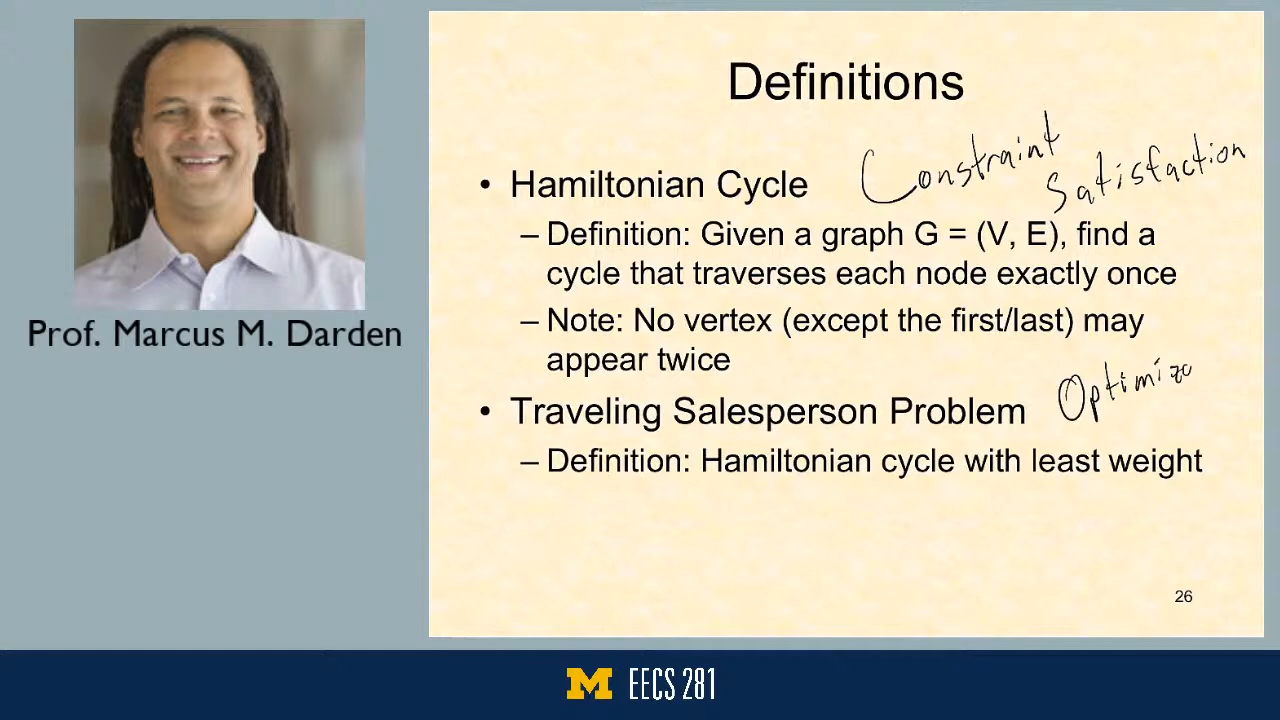 Definitions
Constraint
Satisfaction
• Hamiltonian Cycle
– Definition: Given a graph G = (V, E), find a
cycle that traverses each node exactly once
– Note: No vertex (except the first/last) may
appear twice
Optimize
• Traveling Salesperson Problem
– Definition: Hamiltonian cycle with least weight
26
Prof. Marcus M. Darden
M EECS 281